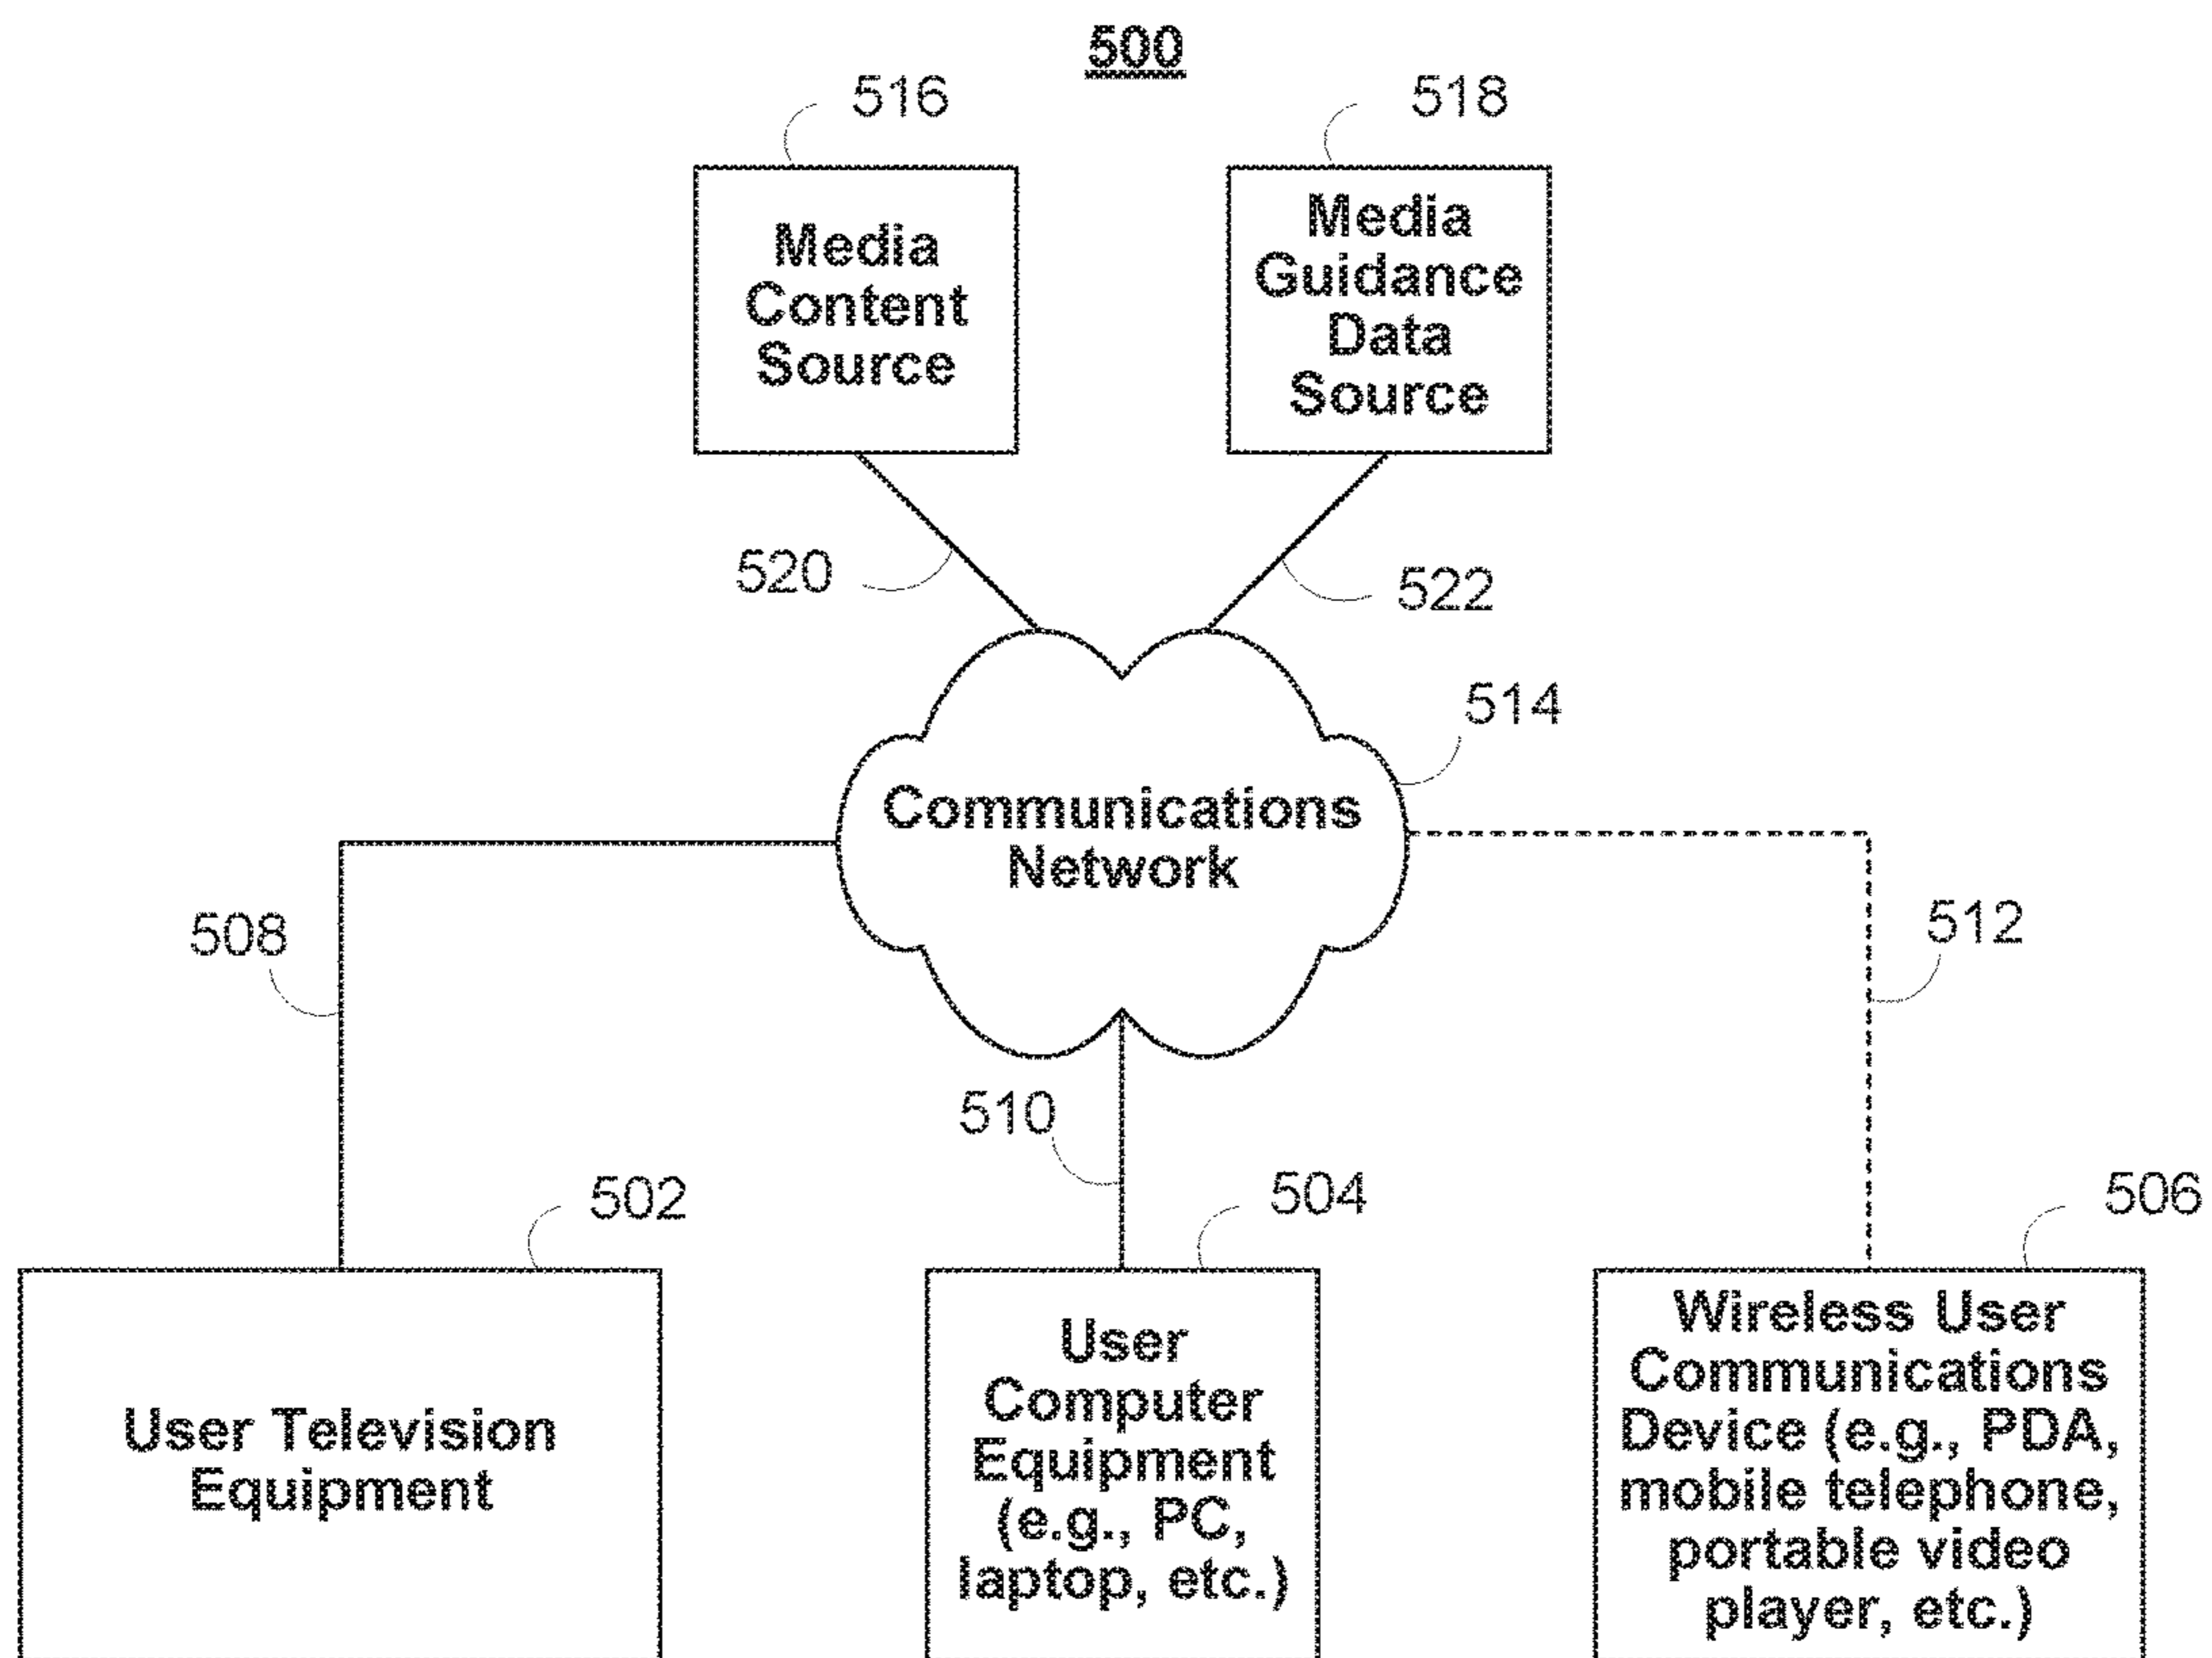 500
516
518
Media
Content
Source
Media
Guidance
Data
Source
520
522
514
Communications
Network
508
512
510
502
504
506
User Television
Equipment
User
Computer
Equipment
(e.g., PC,
laptop, etc.)
Wireless User
Communications
Device (e.g., PDA,
mobile telephone,
portable video
player, etc.)